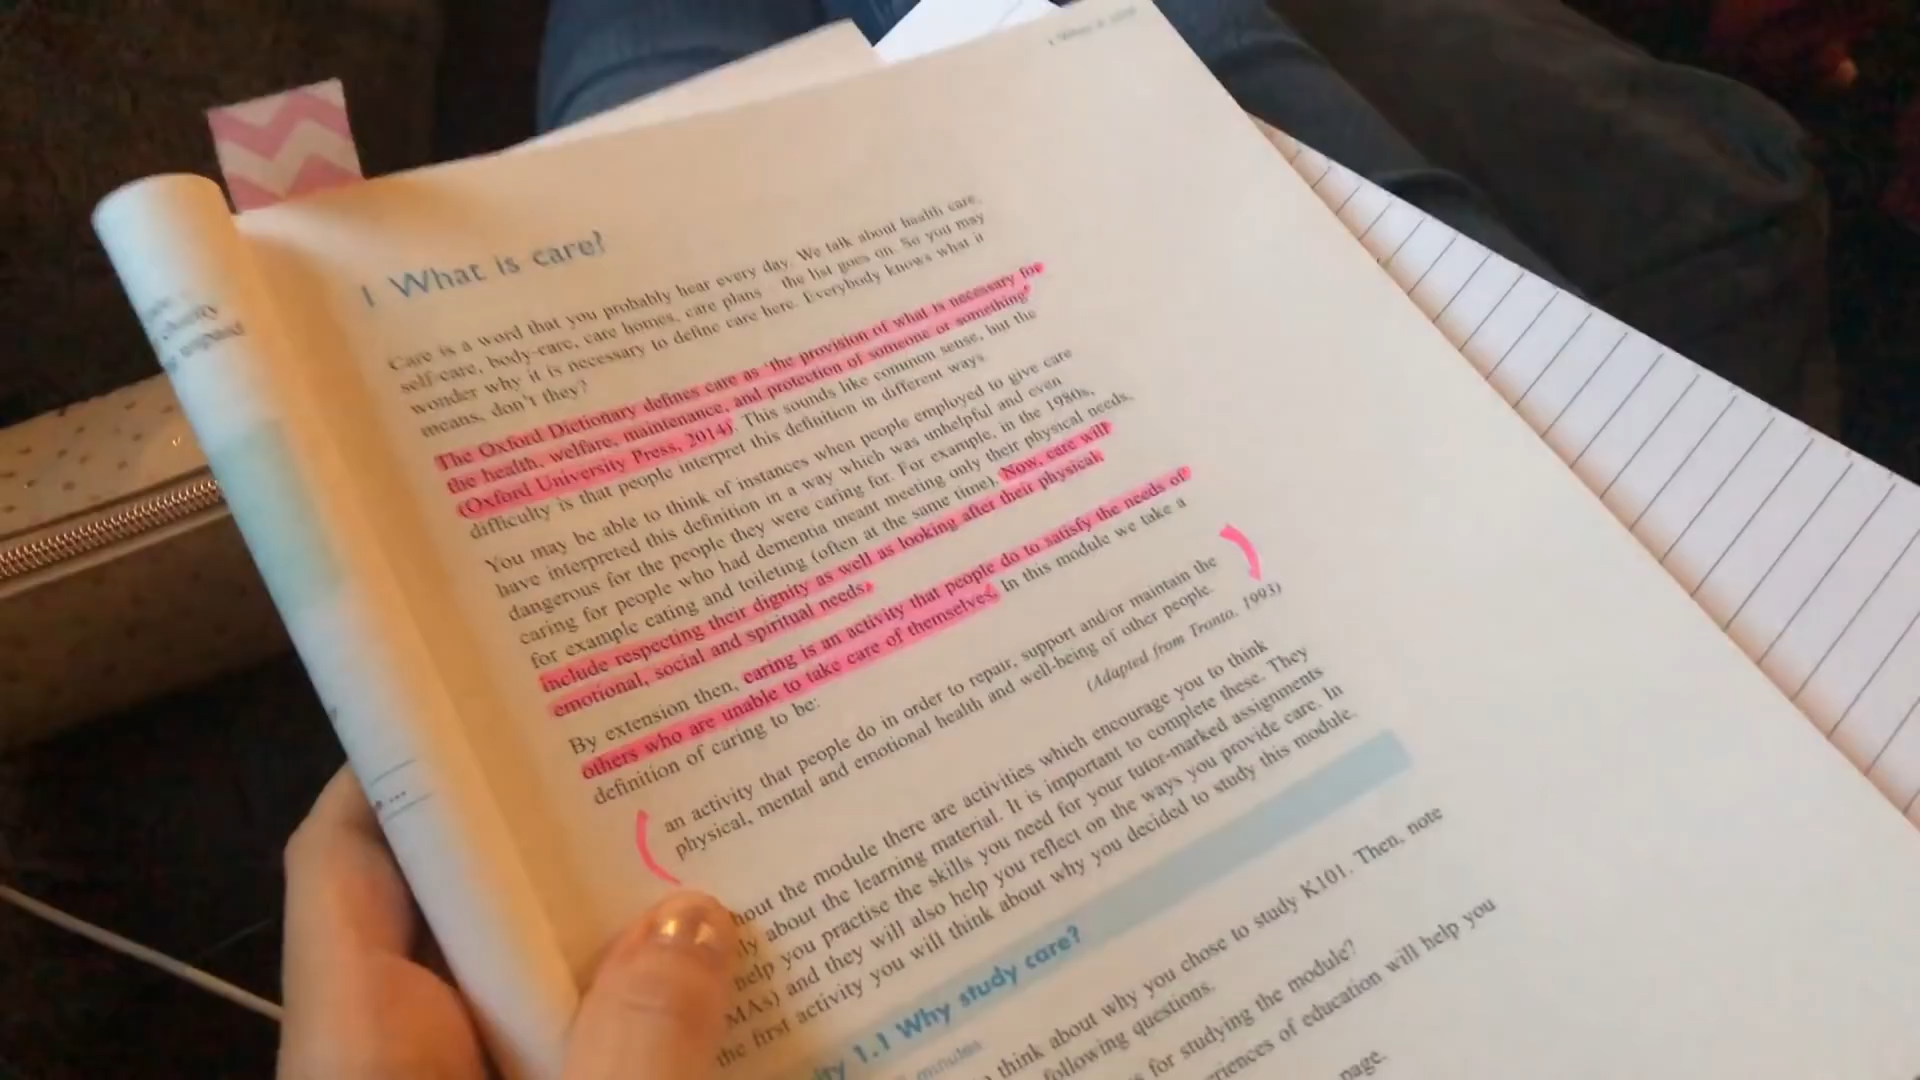 1 What is care?
Care is a word that you probably hear every day. We talk about health care,
self-care, body-care, care homes, care plans – the list goes on. So you may
wonder why it is necessary to define care here. Everybody knows what it
means, don't they?
The Oxford Dictionary defines care as 'the provision of what is necessary for
the health, welfare, maintenance, and protection of someone or something'
(Oxford University Press, 2014). This sounds like common sense, but the
difficulty is that people interpret this definition in different ways.
You may be able to think of instances when people employed to give care
have interpreted this definition in a way which was unhelpful and even
dangerous for the people they were caring for. For example, in the 1980s,
caring for people who had dementia meant meeting only their physical needs,
for example eating and toileting (often at the same time). Now, care will
include respecting their dignity as well as looking after their physical,
emotional, social and spiritual needs.
By extension then, caring is an activity that people do to satisfy the needs of
others who are unable to take care of themselves. In this module we take a
definition of caring to be:
an activity that people do in order to repair, support and/or maintain the
physical, mental and emotional health and well-being of other people.
(Adapted from Tronto, 1993)
hout the module there are activities which encourage you to think
ly about the learning material. It is important to complete these. They
help you practise the skills you need for your tutor-marked assignments
MAs) and they will also help you reflect on the ways you provide care. In
the first activity you will think about why you decided to study this module.
ity 1.1 Why study care?
minutes
think about why you chose to study K101. Then, note
following questions.
s for studying the module?
riences of education will help you
page.